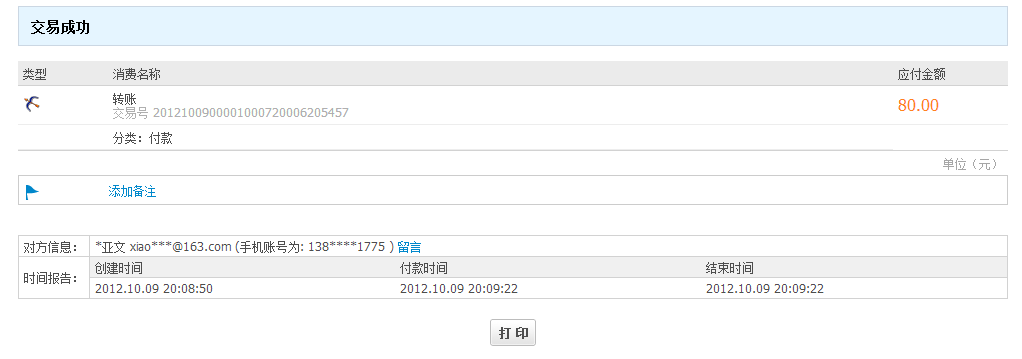 交易成功
类型 消费名称 应付金额
转账
交易号 2012100900001000720006205457
80.00
分类：付款
单位（元）
添加备注
对方信息： *亚文 xiao***@163.com (手机账号为: 138****1775 ) 留言
时间报告： 创建时间 付款时间 结束时间
2012.10.09 20:08:50 2012.10.09 20:09:22 2012.10.09 20:09:22
打 印